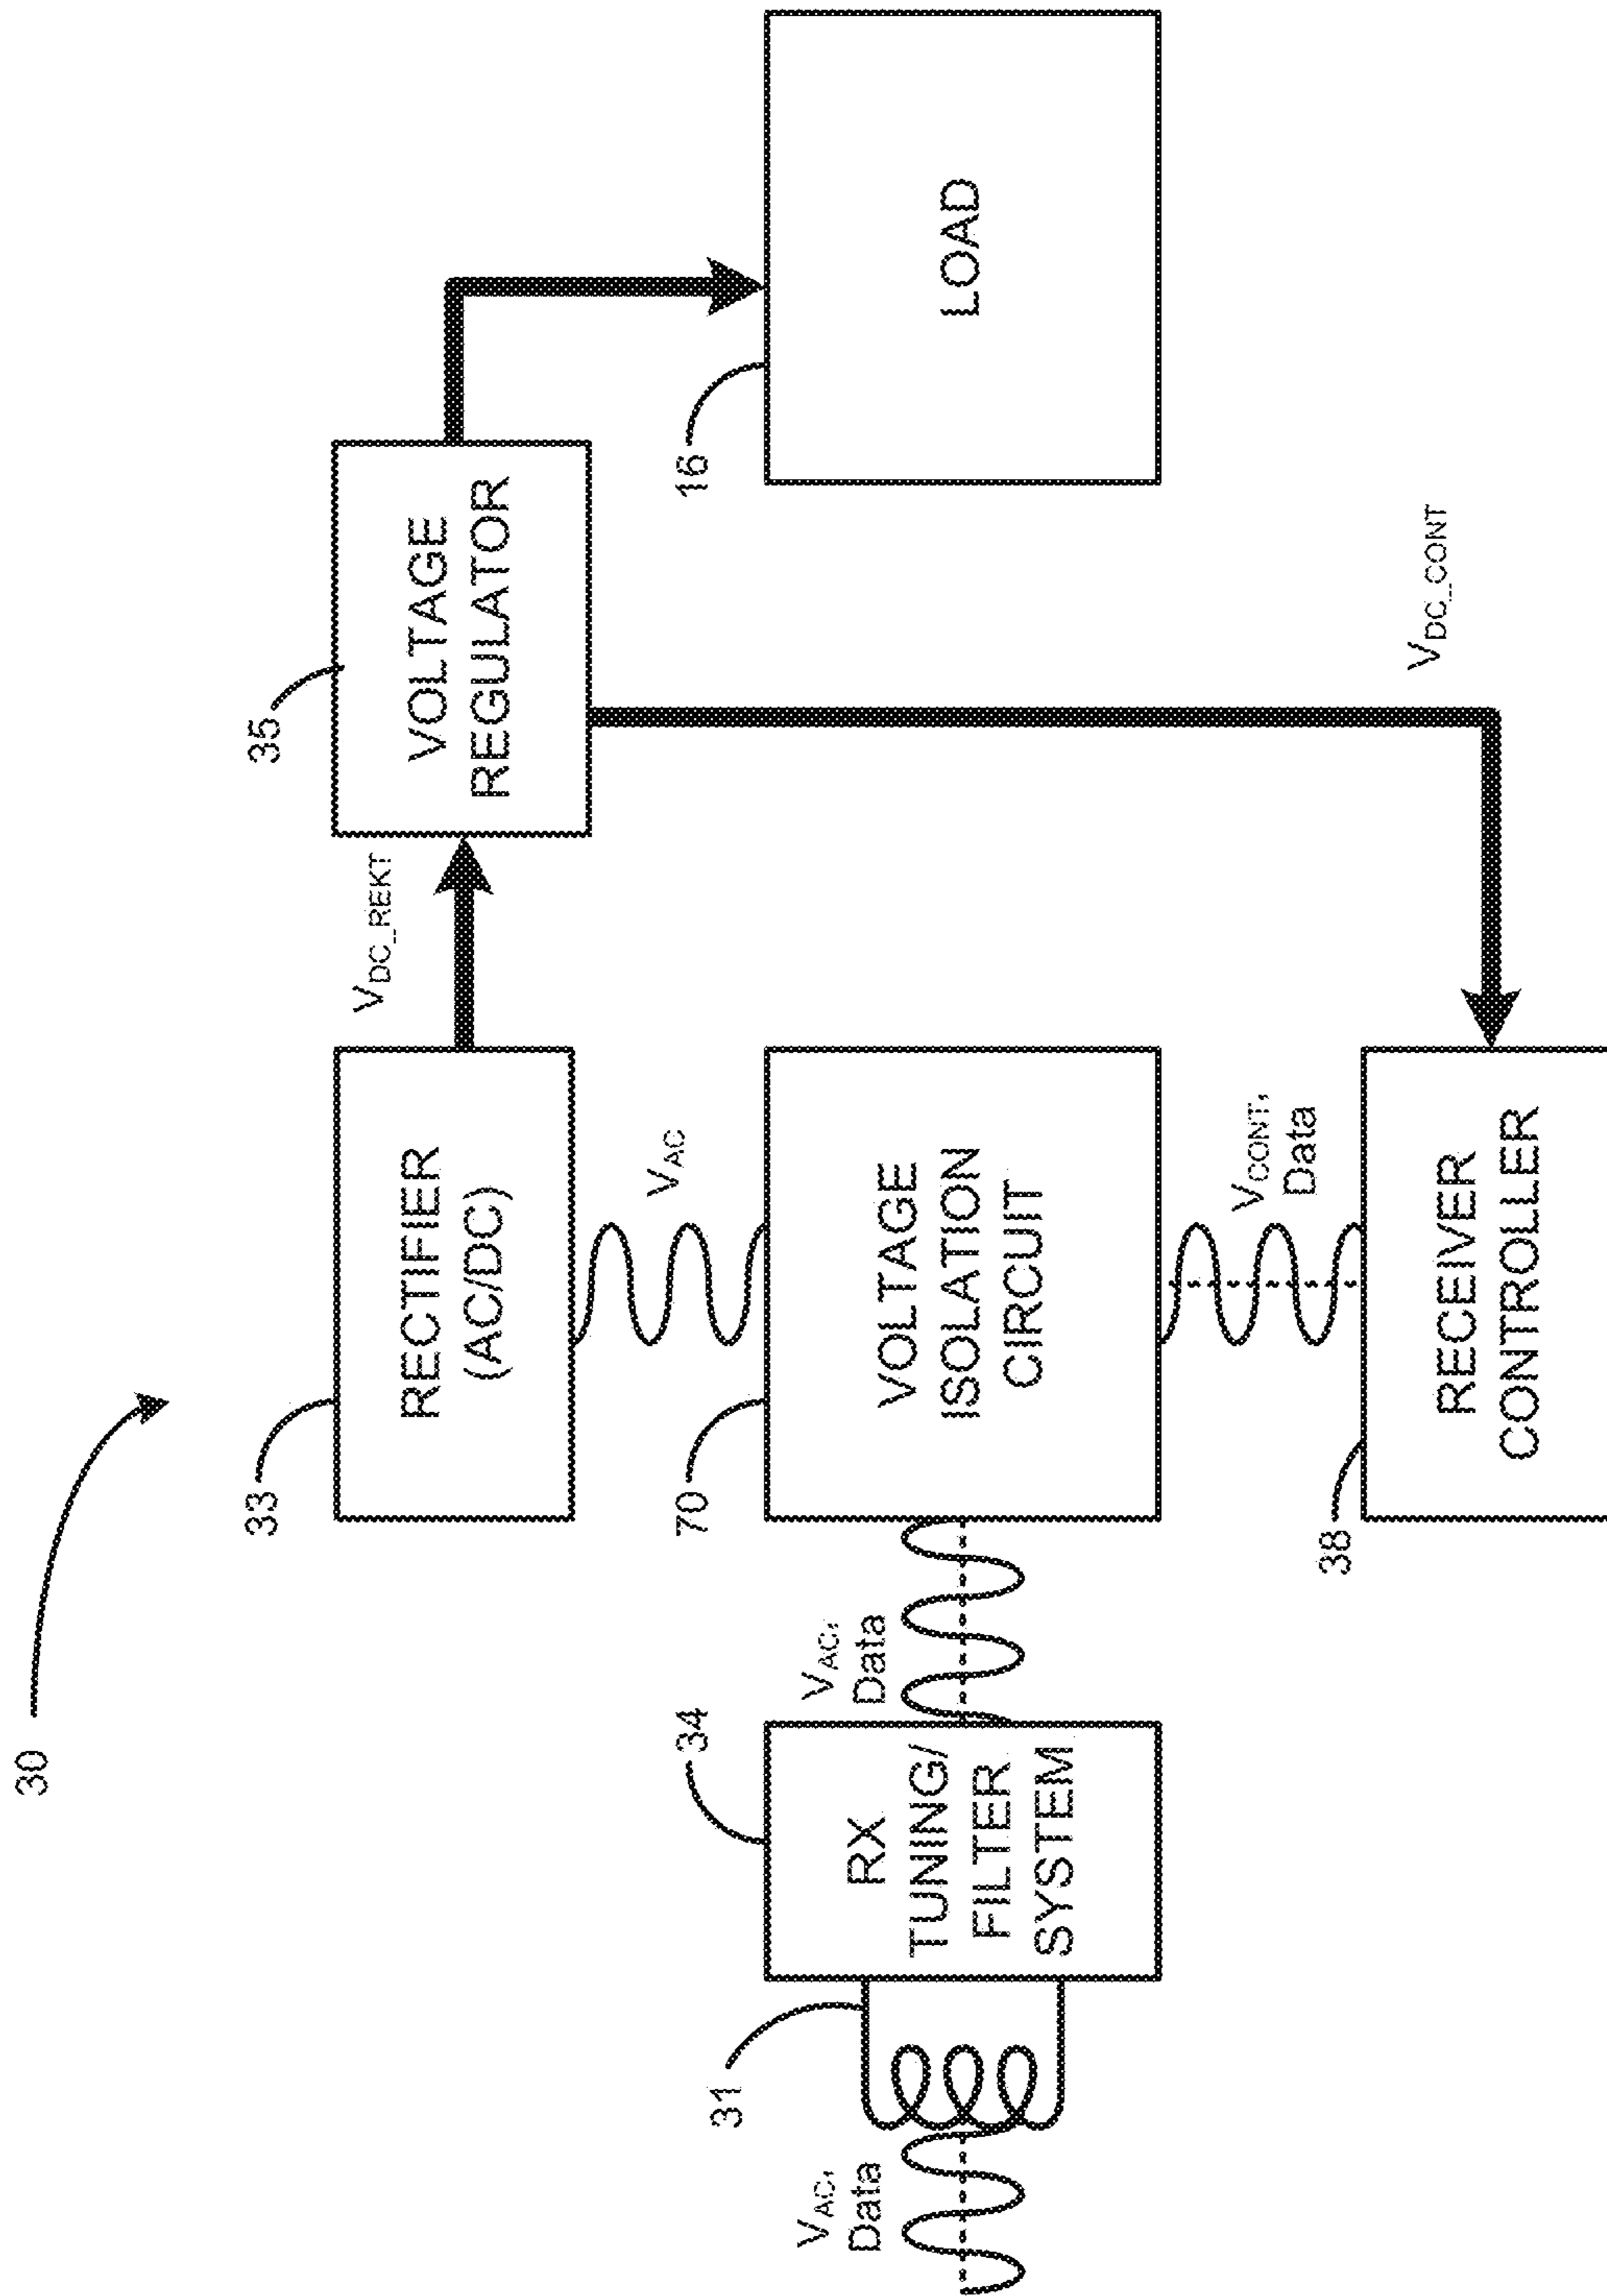 30
33
RECTIFIER
(AC/DC)
V_DC_REKT
35
VOLTAGE
REGULATOR
V_AC
31
34
RX
TUNING/
FILTER
SYSTEM
V_AC,
Data
V_AC,
Data
70
VOLTAGE
ISOLATION
CIRCUIT
16
LOAD
V_CONT,
Data
38
RECEIVER
CONTROLLER
V_DC_CONT